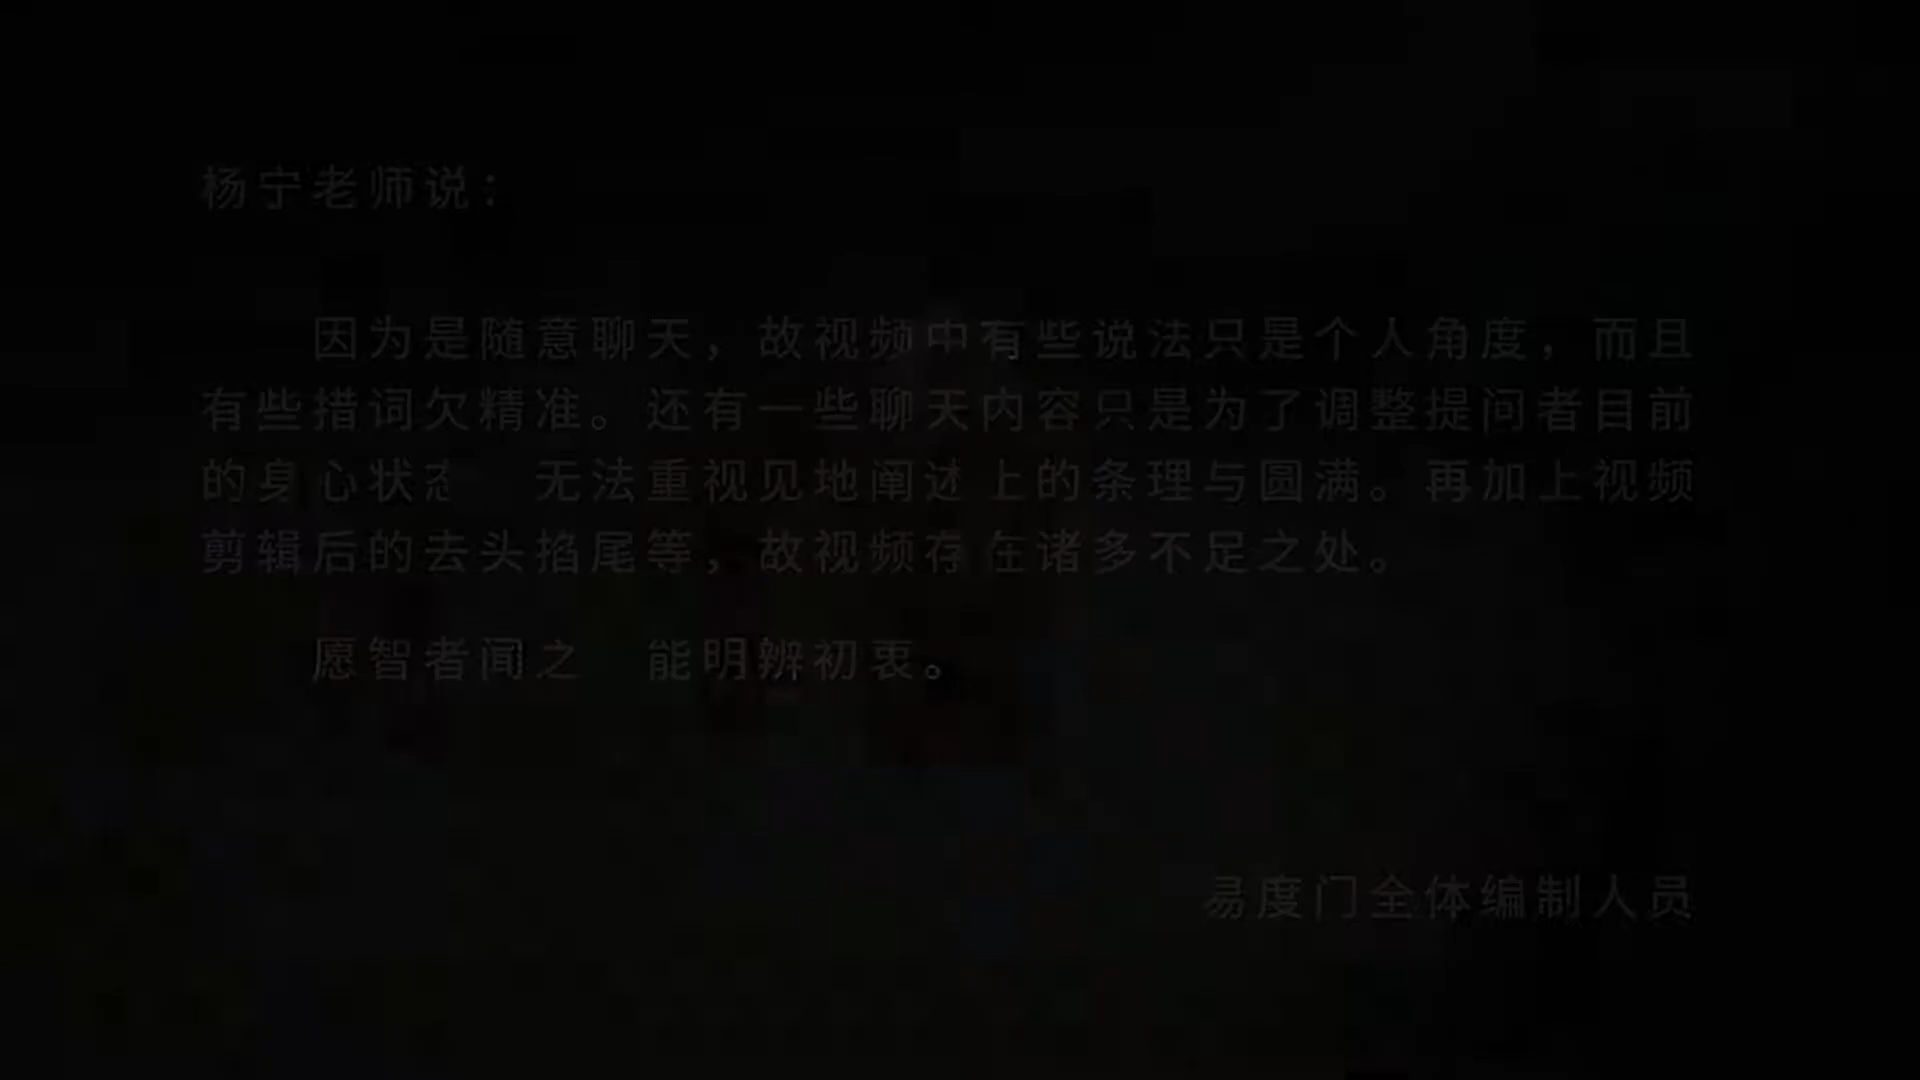 杨宁老师说：
因为是随意聊天，故视频中有些说法只是个人角度，而且
有些措词欠精准。还有一些聊天内容只是为了调整提问者目前
的身心状态 无法重视见地阐述上的条理与圆满。再加上视频
剪辑后的去头掐尾等，故视频存在诸多不足之处。
愿智者闻之 能明辨初衷。
易度门全体编制人员